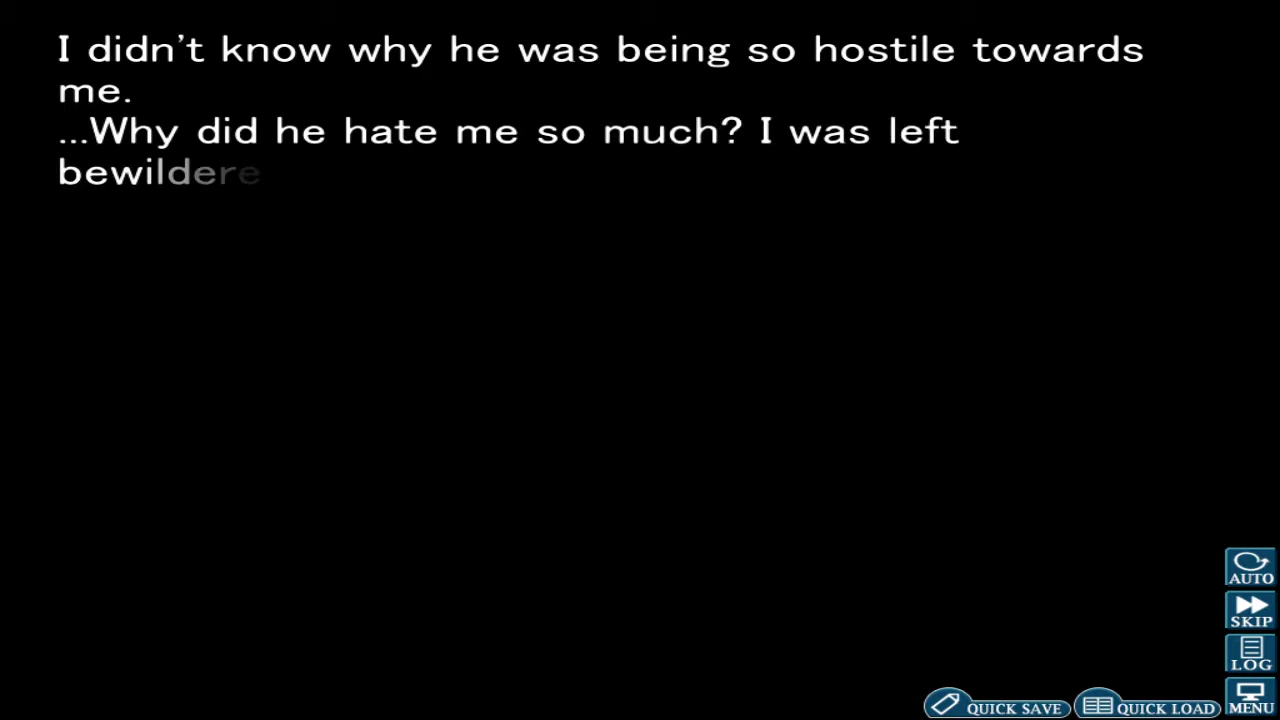 I didn't know why he was being so hostile towards
me.
...Why did he hate me so much? I was left
bewildere
AUTO
SKIP
LOG
MENU
QUICK SAVE
QUICK LOAD